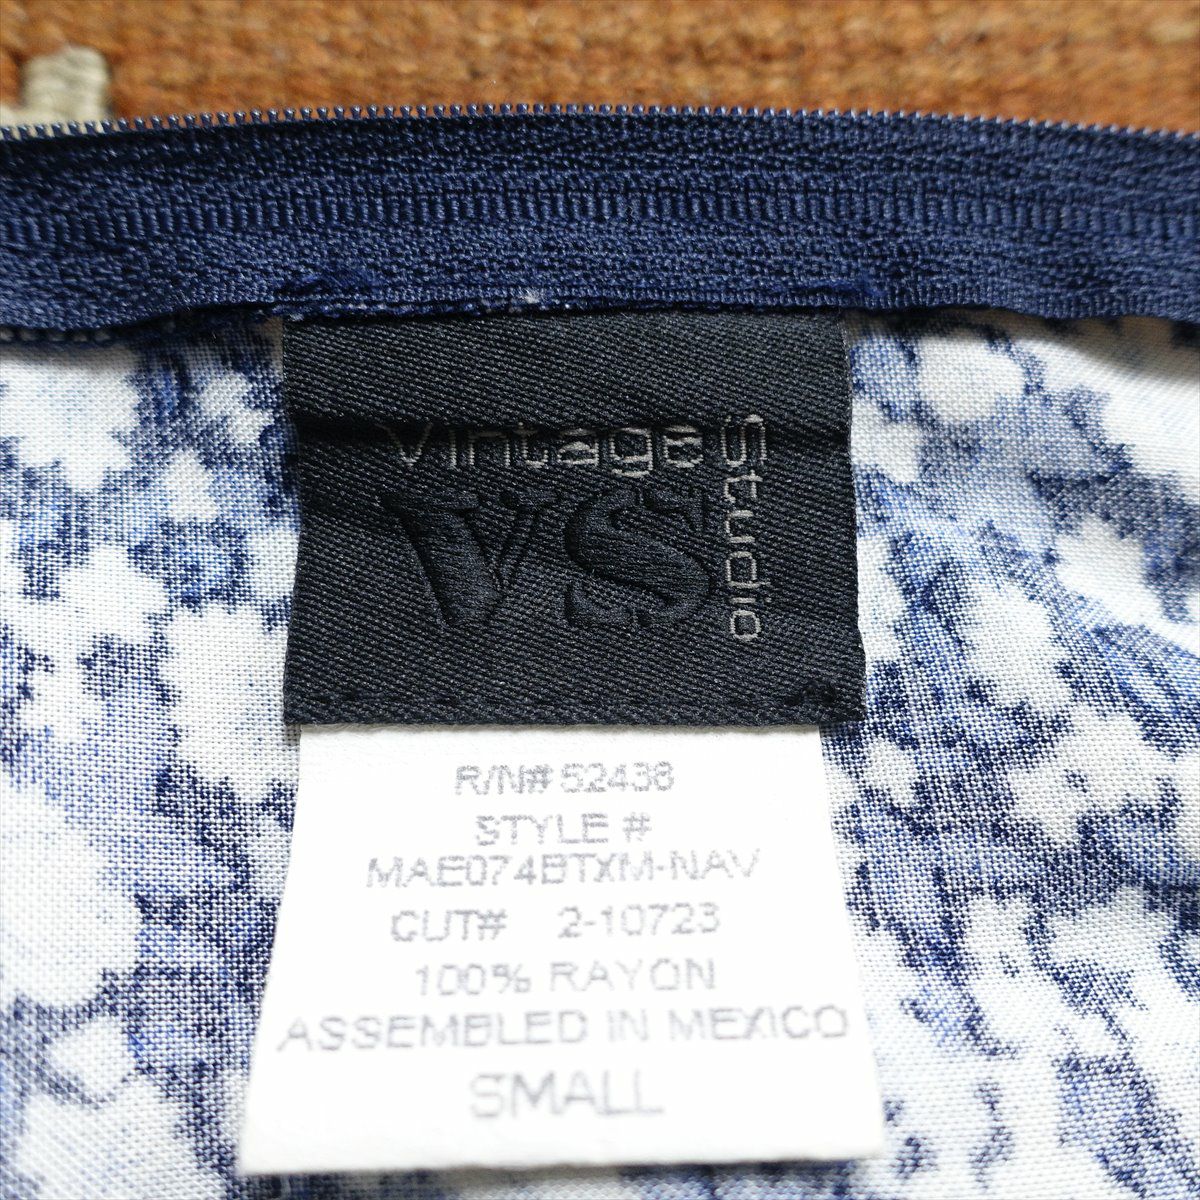 Vintage Studio
VS
R/N# 52438
STYLE #
MAE074BTXM-NAV
CUT# 2-10723
100% RAYON
ASSEMBLED IN MEXICO
SMALL